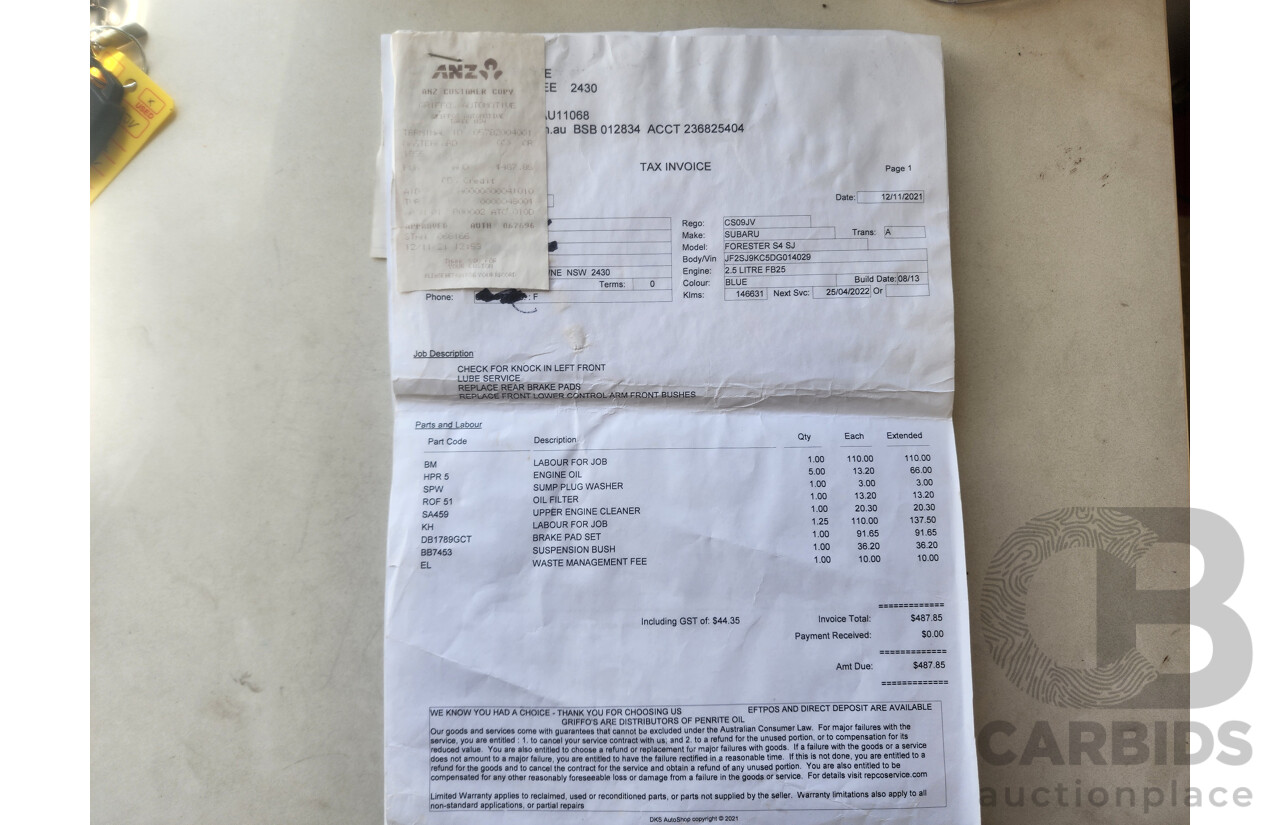 ANZ
ANZ CUSTOMER COPY
E
EE 2430
AU11068
n.au BSB 012834 ACCT 236825404
TAX INVOICE
Page 1
Date: 12/11/2021
Rego: CS09JV
Make: SUBARU Trans: A
Model: FORESTER S4 SJ
Body/Vin JF2SJ9KC5DG014029
Engine: 2.5 LITRE FB25
Colour: BLUE Build Date: 08/13
Klms: 146631 Next Svc: 25/04/2022 Or
NE NSW 2430
Terms: 0
Phone: : F
APPROVED AUTH
Job Description
CHECK FOR KNOCK IN LEFT FRONT
LUBE SERVICE
REPLACE REAR BRAKE PADS
REPLACE FRONT LOWER CONTROL ARM FRONT BUSHES
Parts and Labour
Part Code Description Qty Each Extended
BM LABOUR FOR JOB 1.00 110.00 110.00
HPR 5 ENGINE OIL 5.00 13.20 66.00
SPW SUMP PLUG WASHER 1.00 3.00 3.00
ROF 51 OIL FILTER 1.00 13.20 13.20
SA459 UPPER ENGINE CLEANER 1.00 20.30 20.30
KH LABOUR FOR JOB 1.25 110.00 137.50
DB1789GCT BRAKE PAD SET 1.00 91.65 91.65
BB7453 SUSPENSION BUSH 1.00 36.20 36.20
EL WASTE MANAGEMENT FEE 1.00 10.00 10.00
=============
Including GST of: $44.35 Invoice Total: $487.85
Payment Received: $0.00
=============
Amt Due: $487.85
=============
WE KNOW YOU HAD A CHOICE - THANK YOU FOR CHOOSING US EFTPOS AND DIRECT DEPOSIT ARE AVAILABLE
GRIFFO'S ARE DISTRIBUTORS OF PENRITE OIL
Our goods and services come with guarantees that cannot be excluded under the Australian Consumer Law. For major failures with the
service, you are entitled : 1. to cancel your service contract with us; and 2. to a refund for the unused portion, or to compensation for its
reduced value. You are also entitled to choose a refund or replacement for major failures with goods. If a failure with the goods or a service
does not amount to a major failure, you are entitled to have the failure rectified in a reasonable time. If this is not done, you are entitled to a
refund for the goods and to cancel the contract for the service and obtain a refund of any unused portion. You are also entitled to be
compensated for any other reasonably foreseeable loss or damage from a failure in the goods or service. For details visit repcoservice.com
Limited Warranty applies to reclaimed, used or reconditioned parts, or parts not supplied by the seller. Warranty limitations also apply to all
non-standard applications, or partial repairs
DKS AutoShop copyright © 2021
USED
CB
CARBIDS
auctionplace